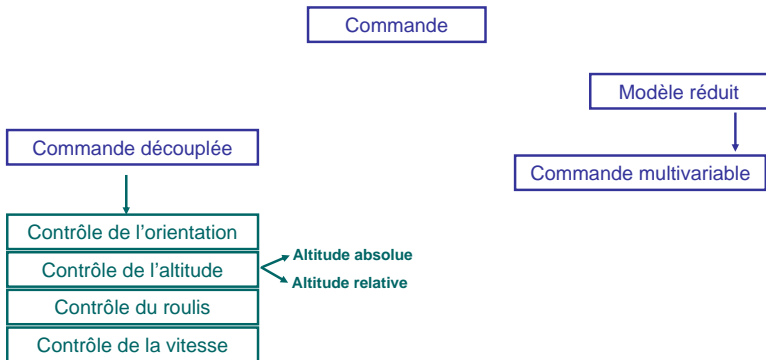 Commande
Modèle réduit
Commande découplée
Commande multivariable
Contrôle de l’orientation
Contrôle de l’altitude
Altitude absolue
Altitude relative
Contrôle du roulis
Contrôle de la vitesse